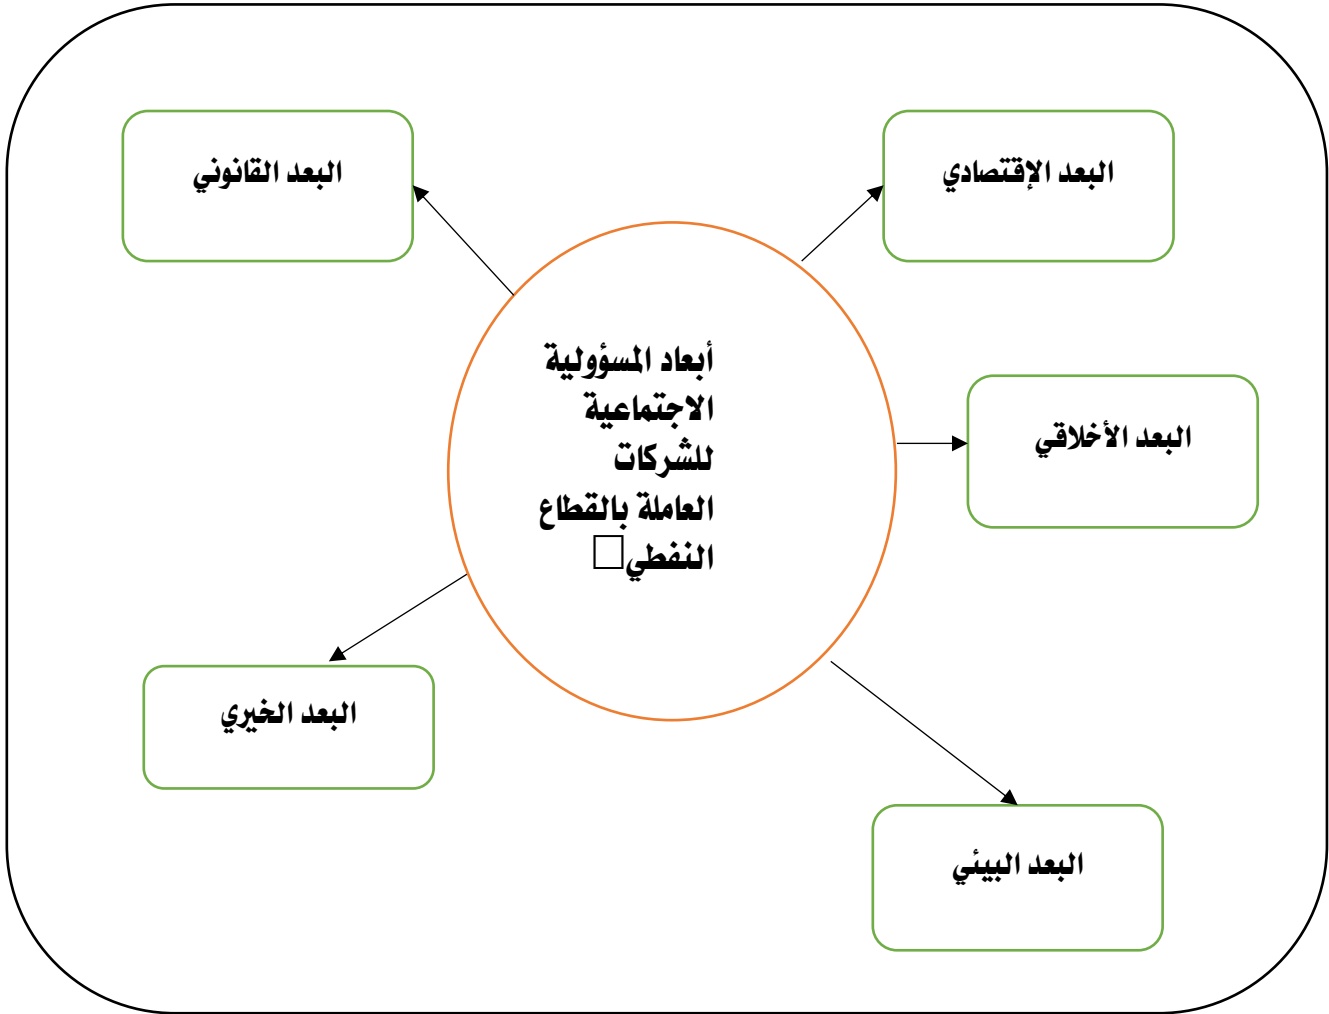 البعد الإقتصادي
البعد القانوني
أبعاد المسؤولية
الاجتماعية
للشركات
العاملة بالقطاع
النفطي
البعد الأخلاقي
البعد الخيري
البعد البيئي